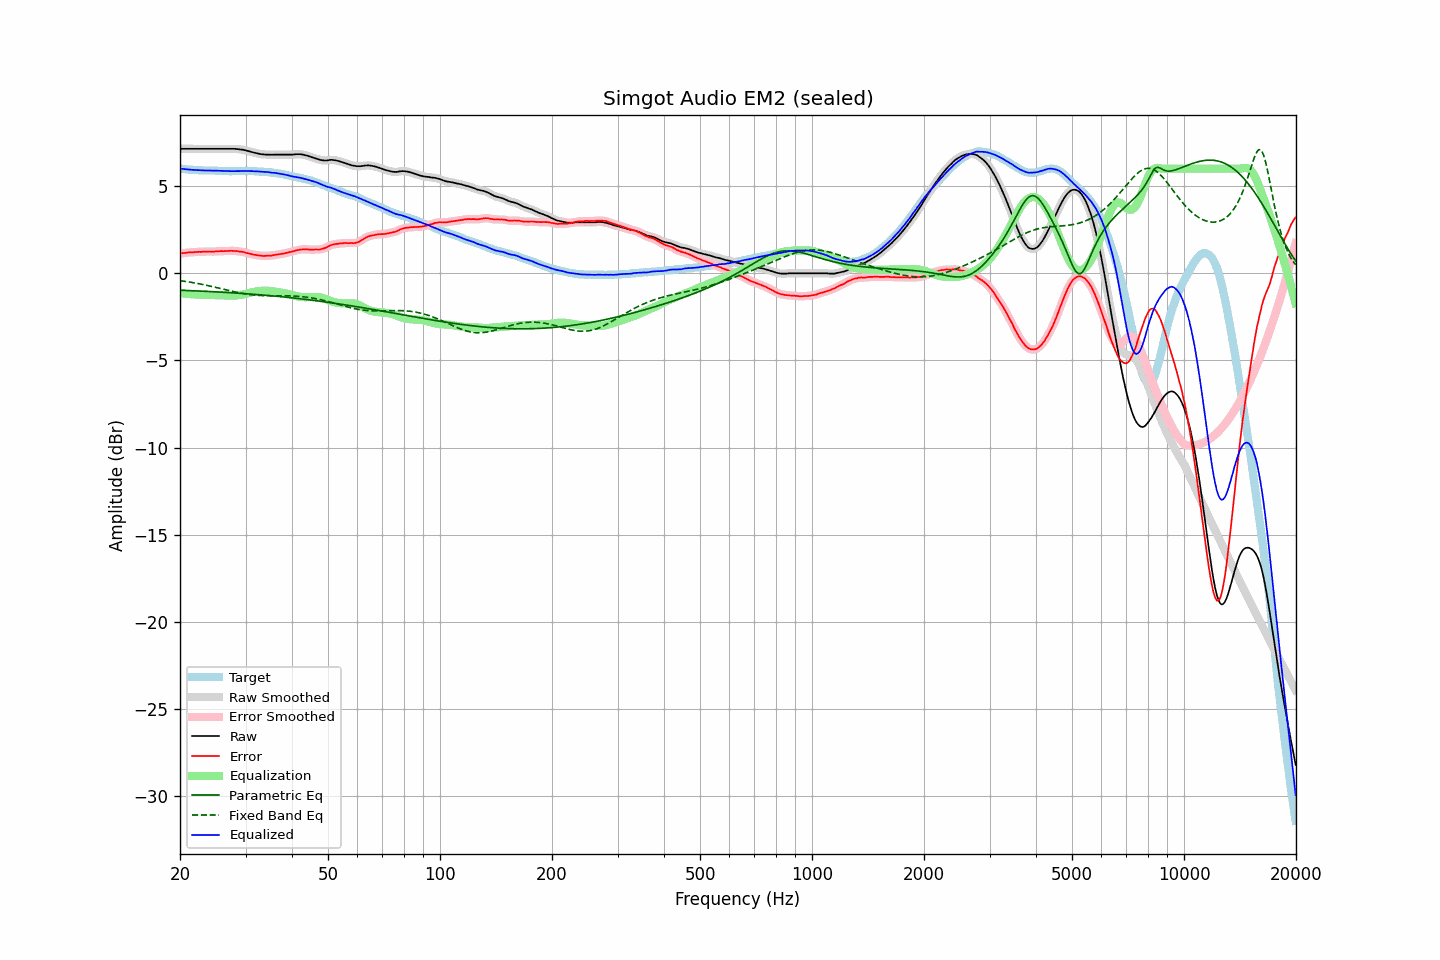 Simgot Audio EM2 (sealed)
Amplitude (dBr)
5
0
−5
−10
−15
−20
−25
−30
Target
Raw Smoothed
Error Smoothed
Raw
Error
Equalization
Parametric Eq
Fixed Band Eq
Equalized
20 50 100 200 500 1000 2000 5000 10000 20000
Frequency (Hz)